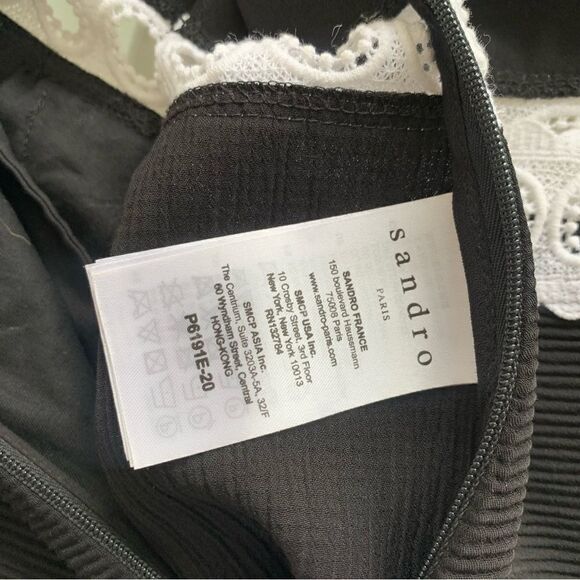 sandro
PARIS
SANDRO FRANCE
150 boulevard Haussmann
75008 Paris
www.sandro-paris.com
SMCP USA Inc.
10 Crosby Street, 3rd Floor
New York, New York 10013
RN132784
SMCP ASIA Inc.
The Centrium, Suite 3203A-5A, 32/F
60 Wyndham Street, Central
HONG-KONG
P6191E-20